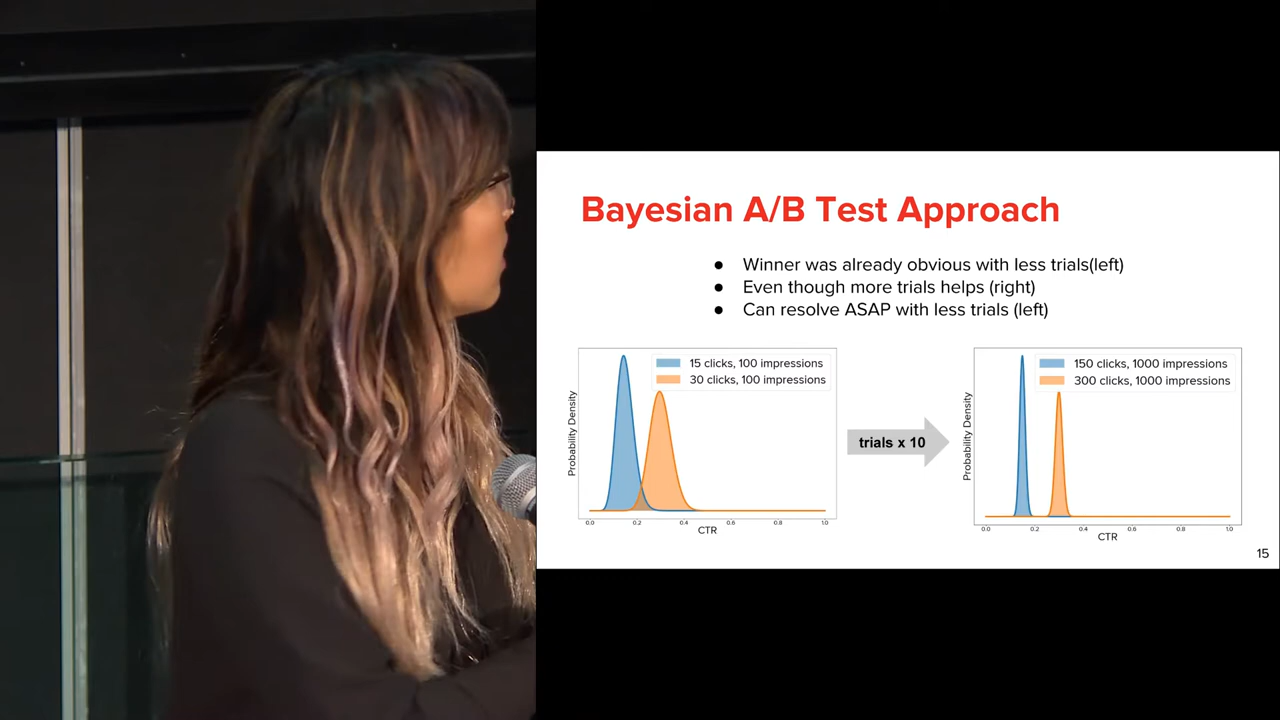 Bayesian A/B Test Approach
● Winner was already obvious with less trials(left)
● Even though more trials helps (right)
● Can resolve ASAP with less trials (left)
15 clicks, 100 impressions
30 clicks, 100 impressions
Probability Density
0.0 0.2 0.4 0.6 0.8 1.0
CTR
trials x 10
150 clicks, 1000 impressions
300 clicks, 1000 impressions
Probability Density
0.0 0.2 0.4 0.6 0.8 1.0
CTR
15